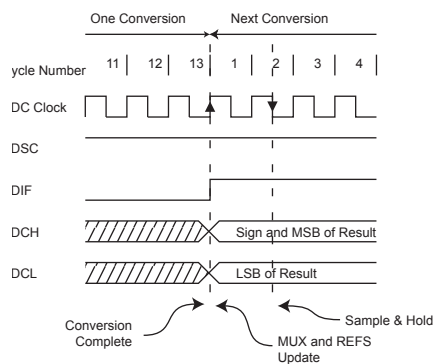 One Conversion Next Conversion
ycle Number 11 12 13 1 2 3 4
DC Clock
DSC
DIF
DCH Sign and MSB of Result
DCL LSB of Result
Sample & Hold
Conversion
Complete
MUX and REFS
Update